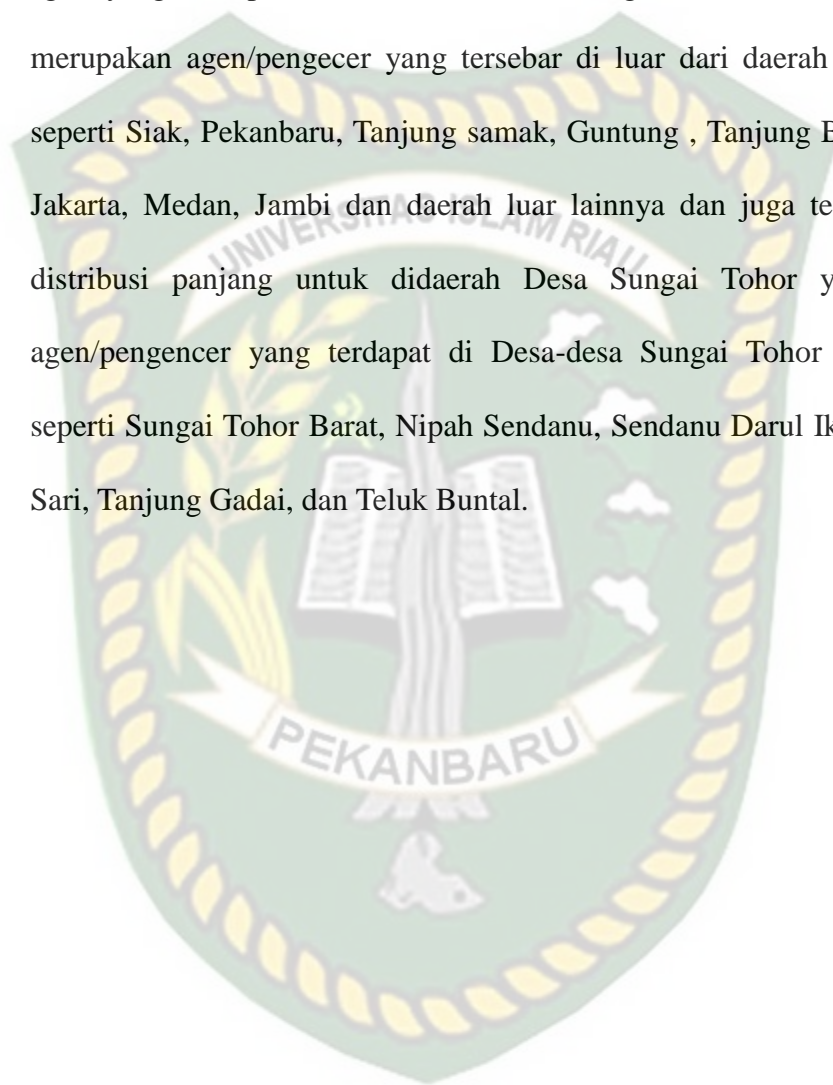 merupakan agen/pengecer yang tersebar di luar dari daerah
seperti Siak, Pekanbaru, Tanjung samak, Guntung , Tanjung
Jakarta, Medan, Jambi dan daerah luar lainnya dan juga
distribusi panjang untuk didaerah Desa Sungai Tohor
agen/pengencer yang terdapat di Desa-desa Sungai Tohor
seperti Sungai Tohor Barat, Nipah Sendanu, Sendanu Darul
Sari, Tanjung Gadai, dan Teluk Buntal.
UNIVERSITAS ISLAM RIAU
PEKANBARU